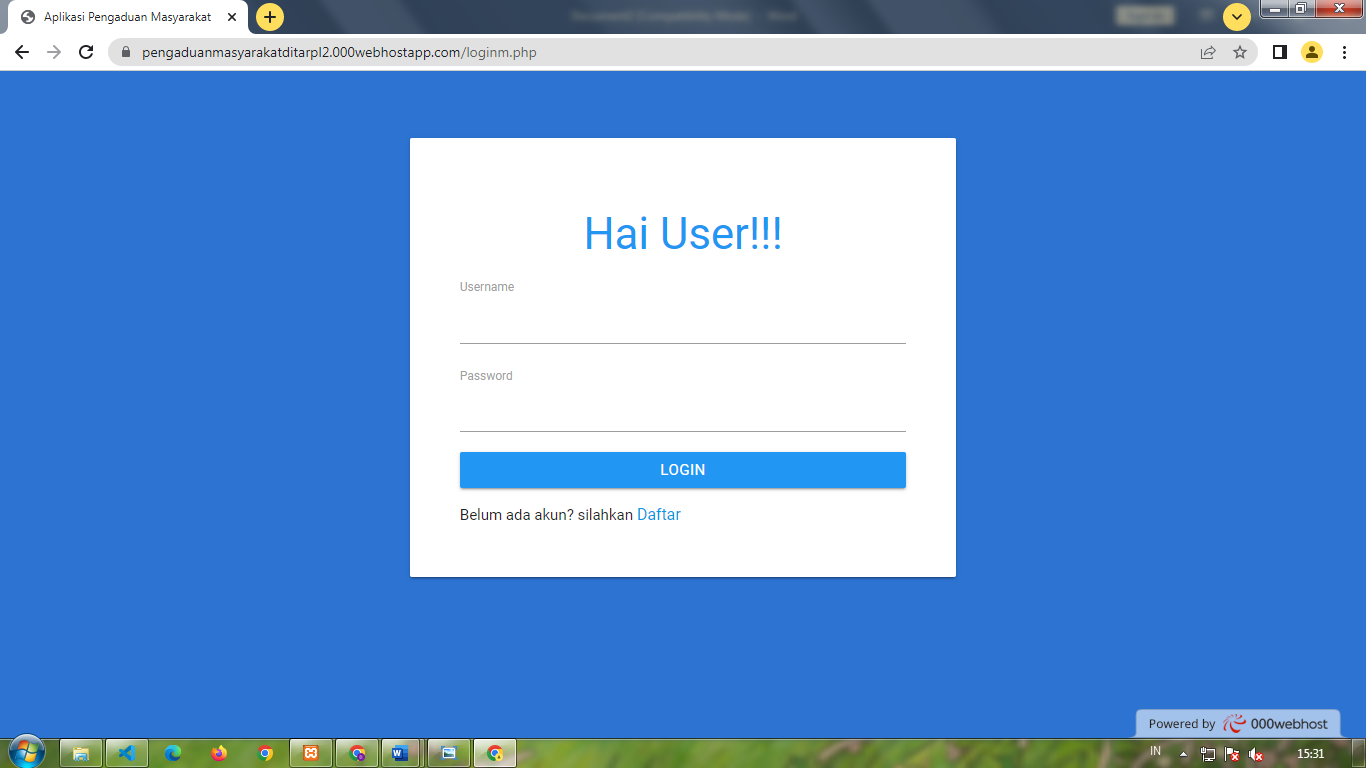 Aplikasi Pengaduan Masyarakat
pengaduanmasyarakatditarpl2.000webhostapp.com/loginm.php
Hai User!!!
Username
Password
LOGIN
Belum ada akun? silahkan Daftar
Powered by 000webhost
IN
15:31